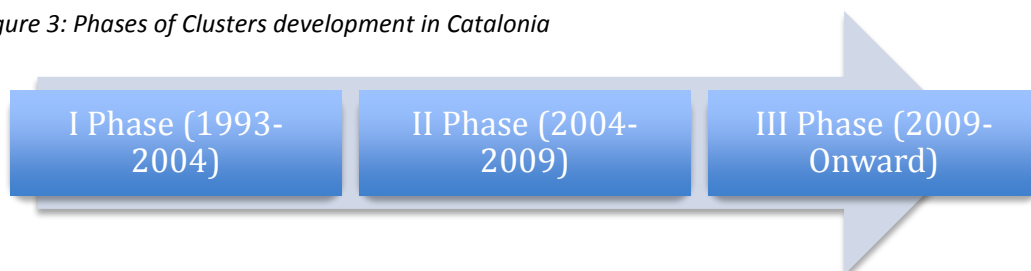 gure 3: Phases of Clusters development in Catalonia
I Phase (1993-
2004)
II Phase (2004-
2009)
III Phase (2009-
Onward)